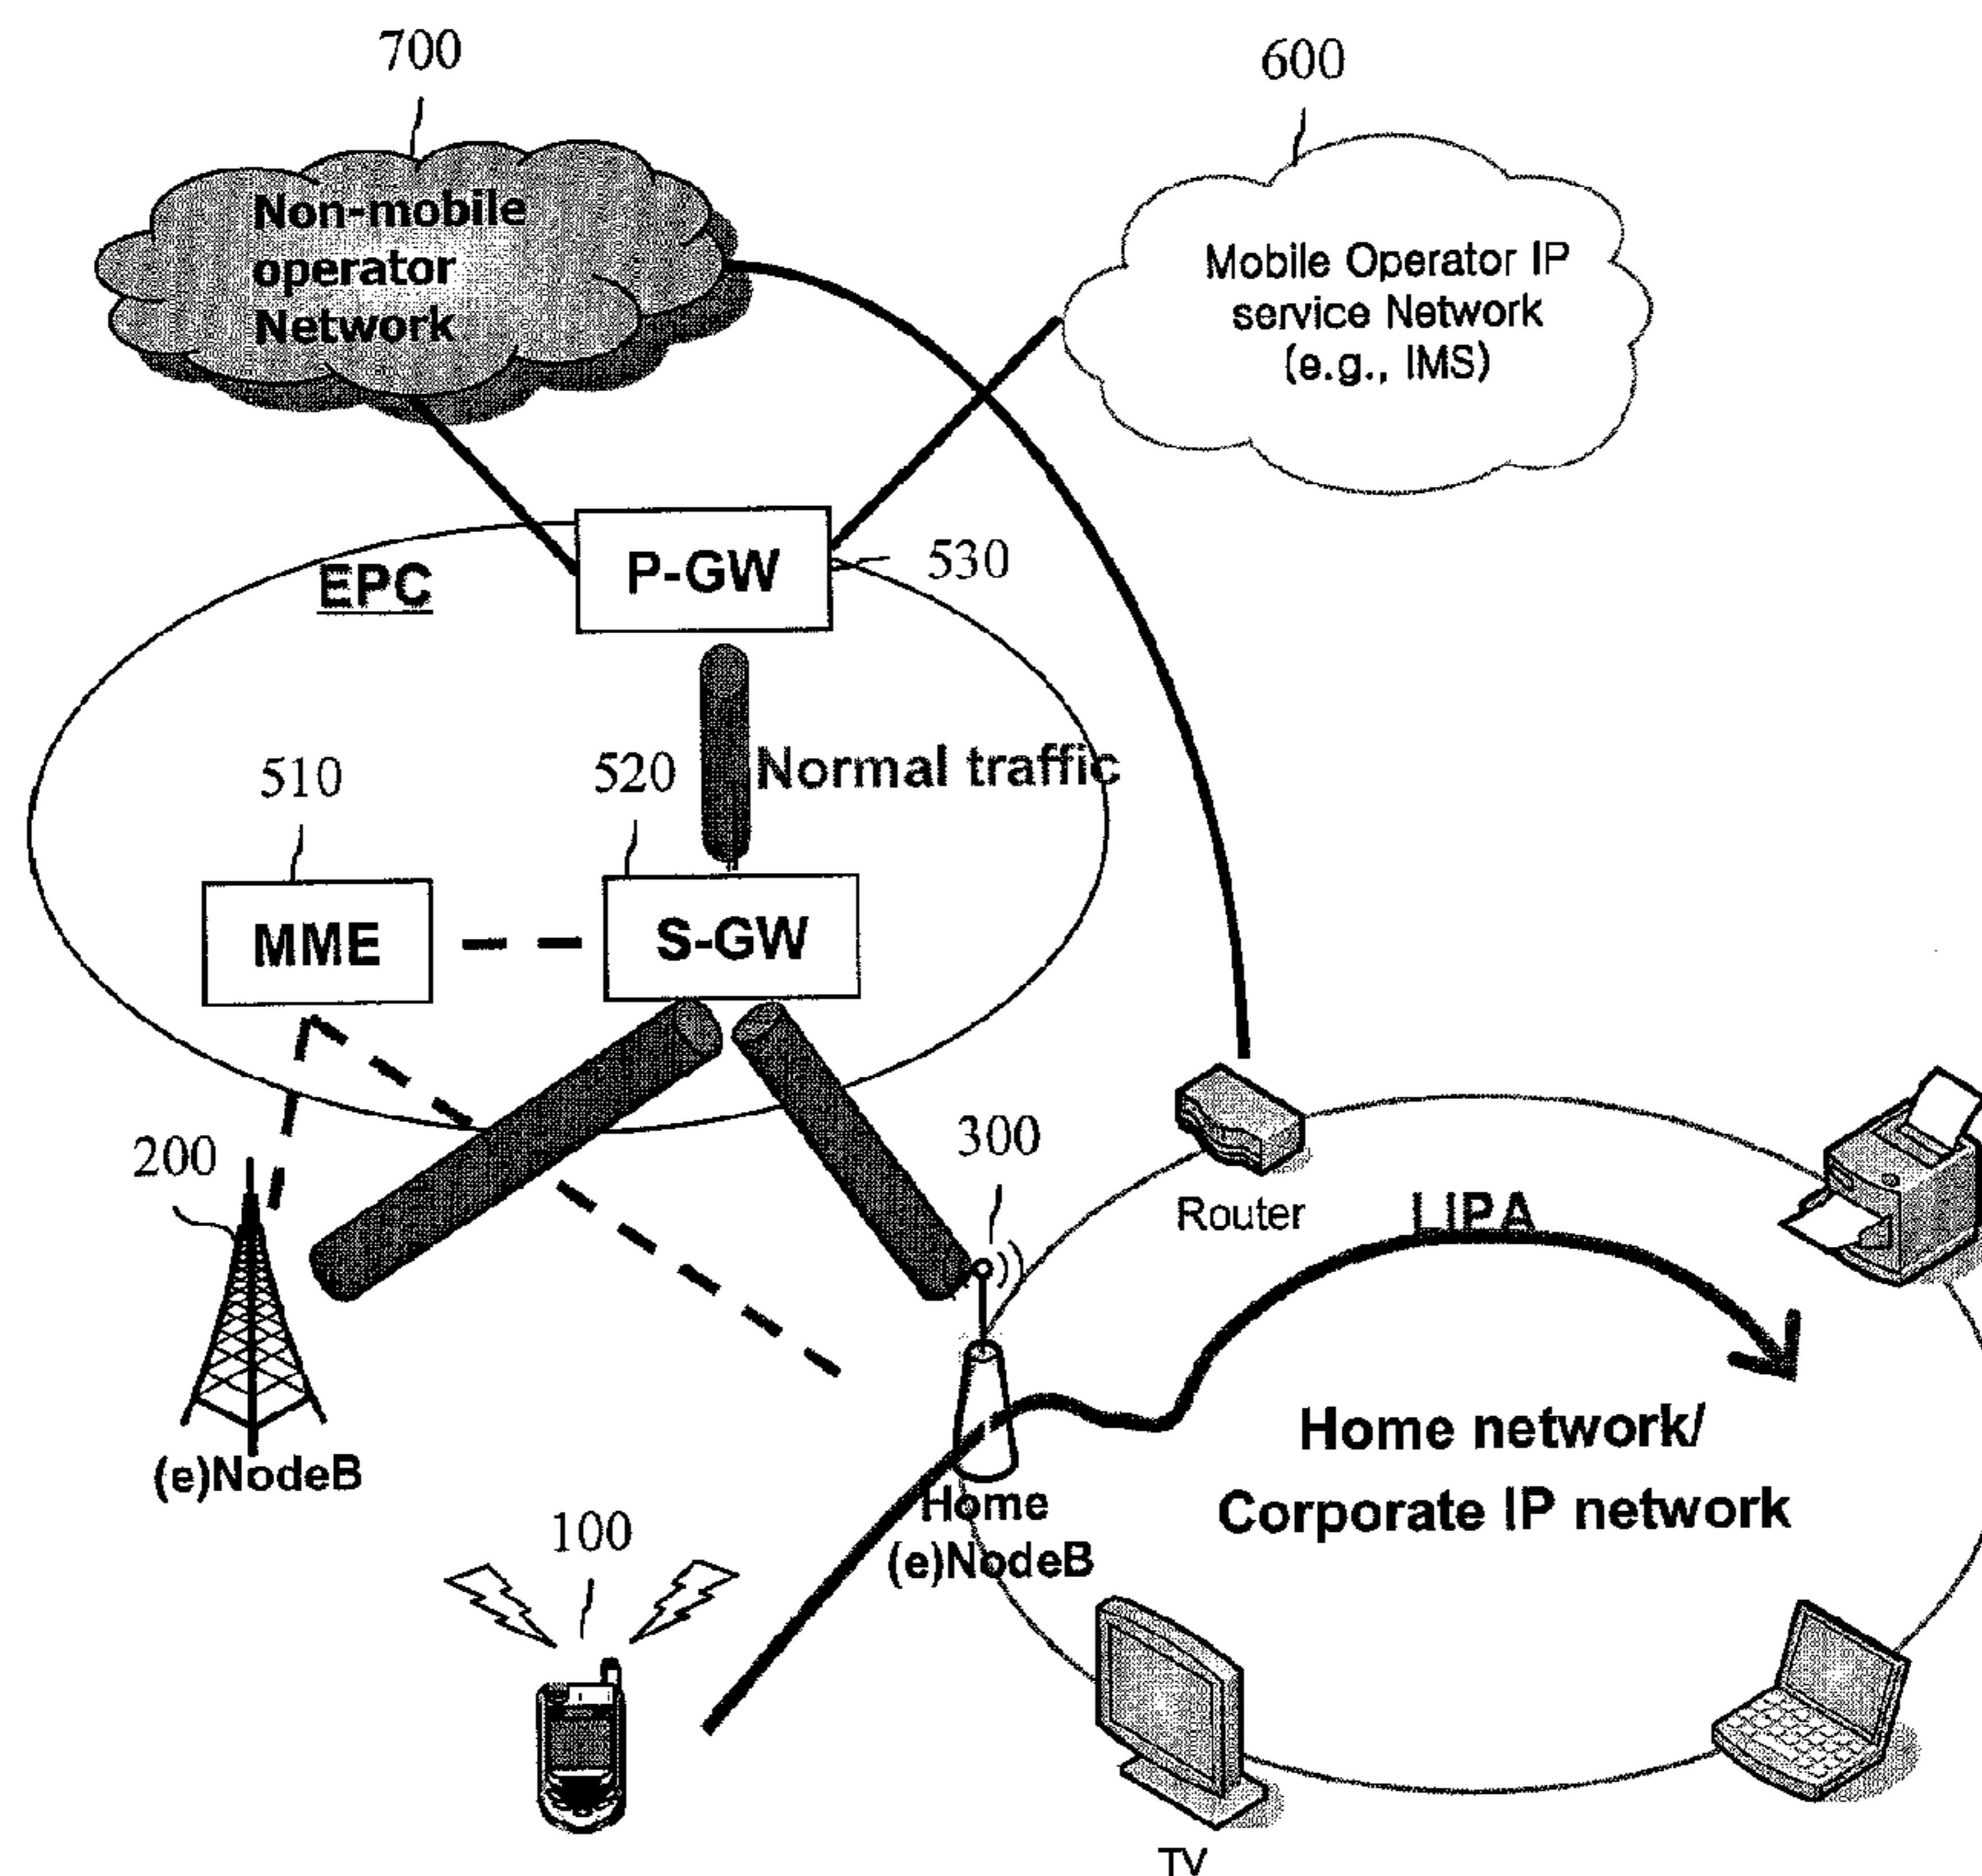 700
600
Non-mobile
operator
Network
Mobile Operator IP
service Network
(e.g., IMS)
P-GW
530
EPC
510
520
Normal traffic
MME
S-GW
200
300
Router
LIPA
(e)NodeB
Home network/
Corporate IP network
Home
(e)NodeB
100
TV